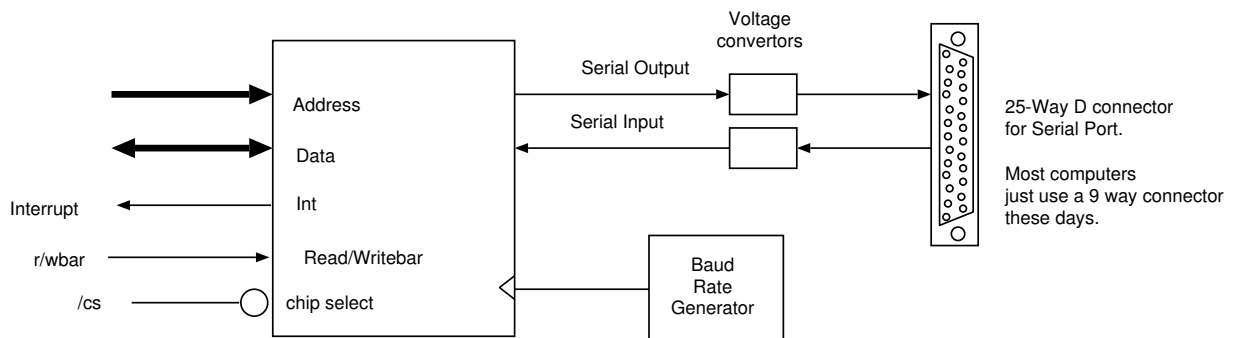 Voltage
convertors
Serial Output
Address
Serial Input
25-Way D connector
for Serial Port.
Data
Most computers
just use a 9 way connector
these days.
Interrupt
Int
r/wbar
Read/Writebar
Baud
Rate
Generator
/cs
chip select